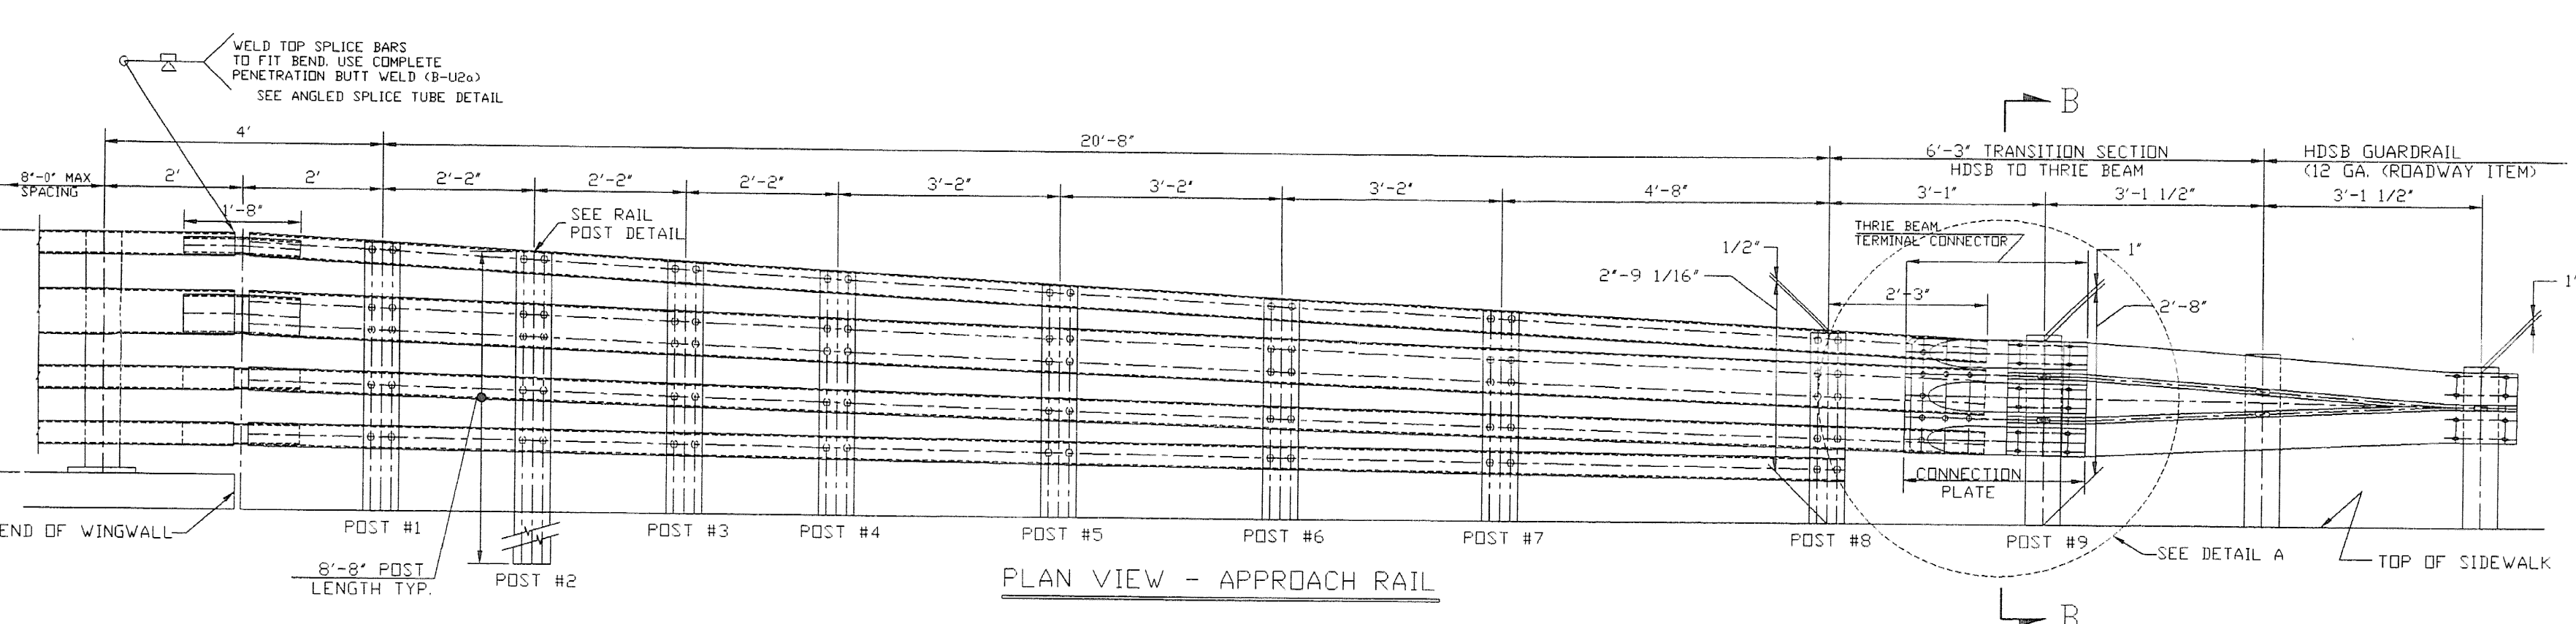 WELD TOP SPLICE BARS
TO FIT BEND. USE COMPLETE
PENETRATION BUTT WELD (B-U2a)
SEE ANGLED SPLICE TUBE DETAIL
B
4'
20'-8"
6'-3" TRANSITION SECTION
HDSB TO THRIE BEAM
HDSB GUARDRAIL
(12 GA. (ROADWAY ITEM)
8"-0" MAX
SPACING
2'
2'
2'-2"
2'-2"
2'-2"
3'-2"
3'-2"
3'-2"
4'-8"
3'-1"
3'-1 1/2"
3'-1 1/2"
1'-8"
SEE RAIL
POST DETAIL
THRIE BEAM
TERMINAL CONNECTOR
1/2"
2"-9 1/16"
2'-3"
1"
2'-8"
1"
CONNECTION
PLATE
END OF WINGWALL
POST #1
POST #2
POST #3
POST #4
POST #5
POST #6
POST #7
POST #8
POST #9
8'-8" POST
LENGTH TYP.
SEE DETAIL A
TOP OF SIDEWALK
PLAN VIEW - APPROACH RAIL
B